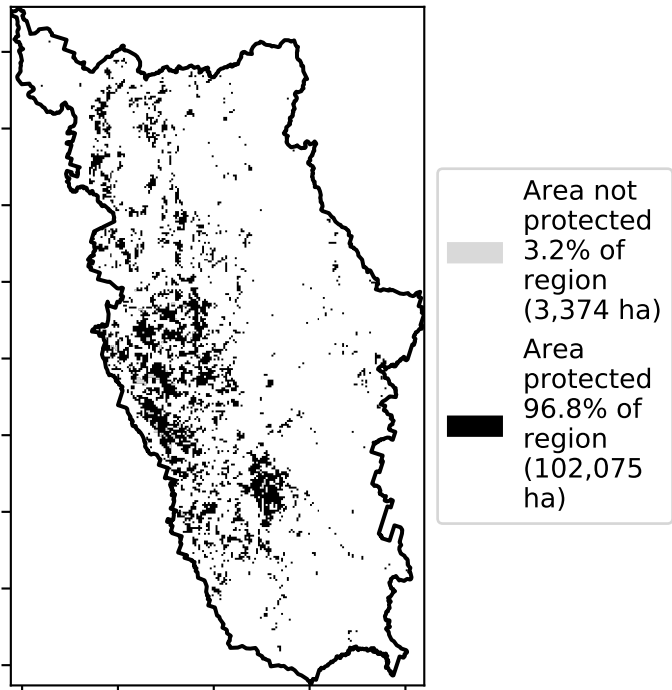 Area not
protected
3.2% of
region
(3,374 ha)
Area
protected
96.8% of
region
(102,075
ha)